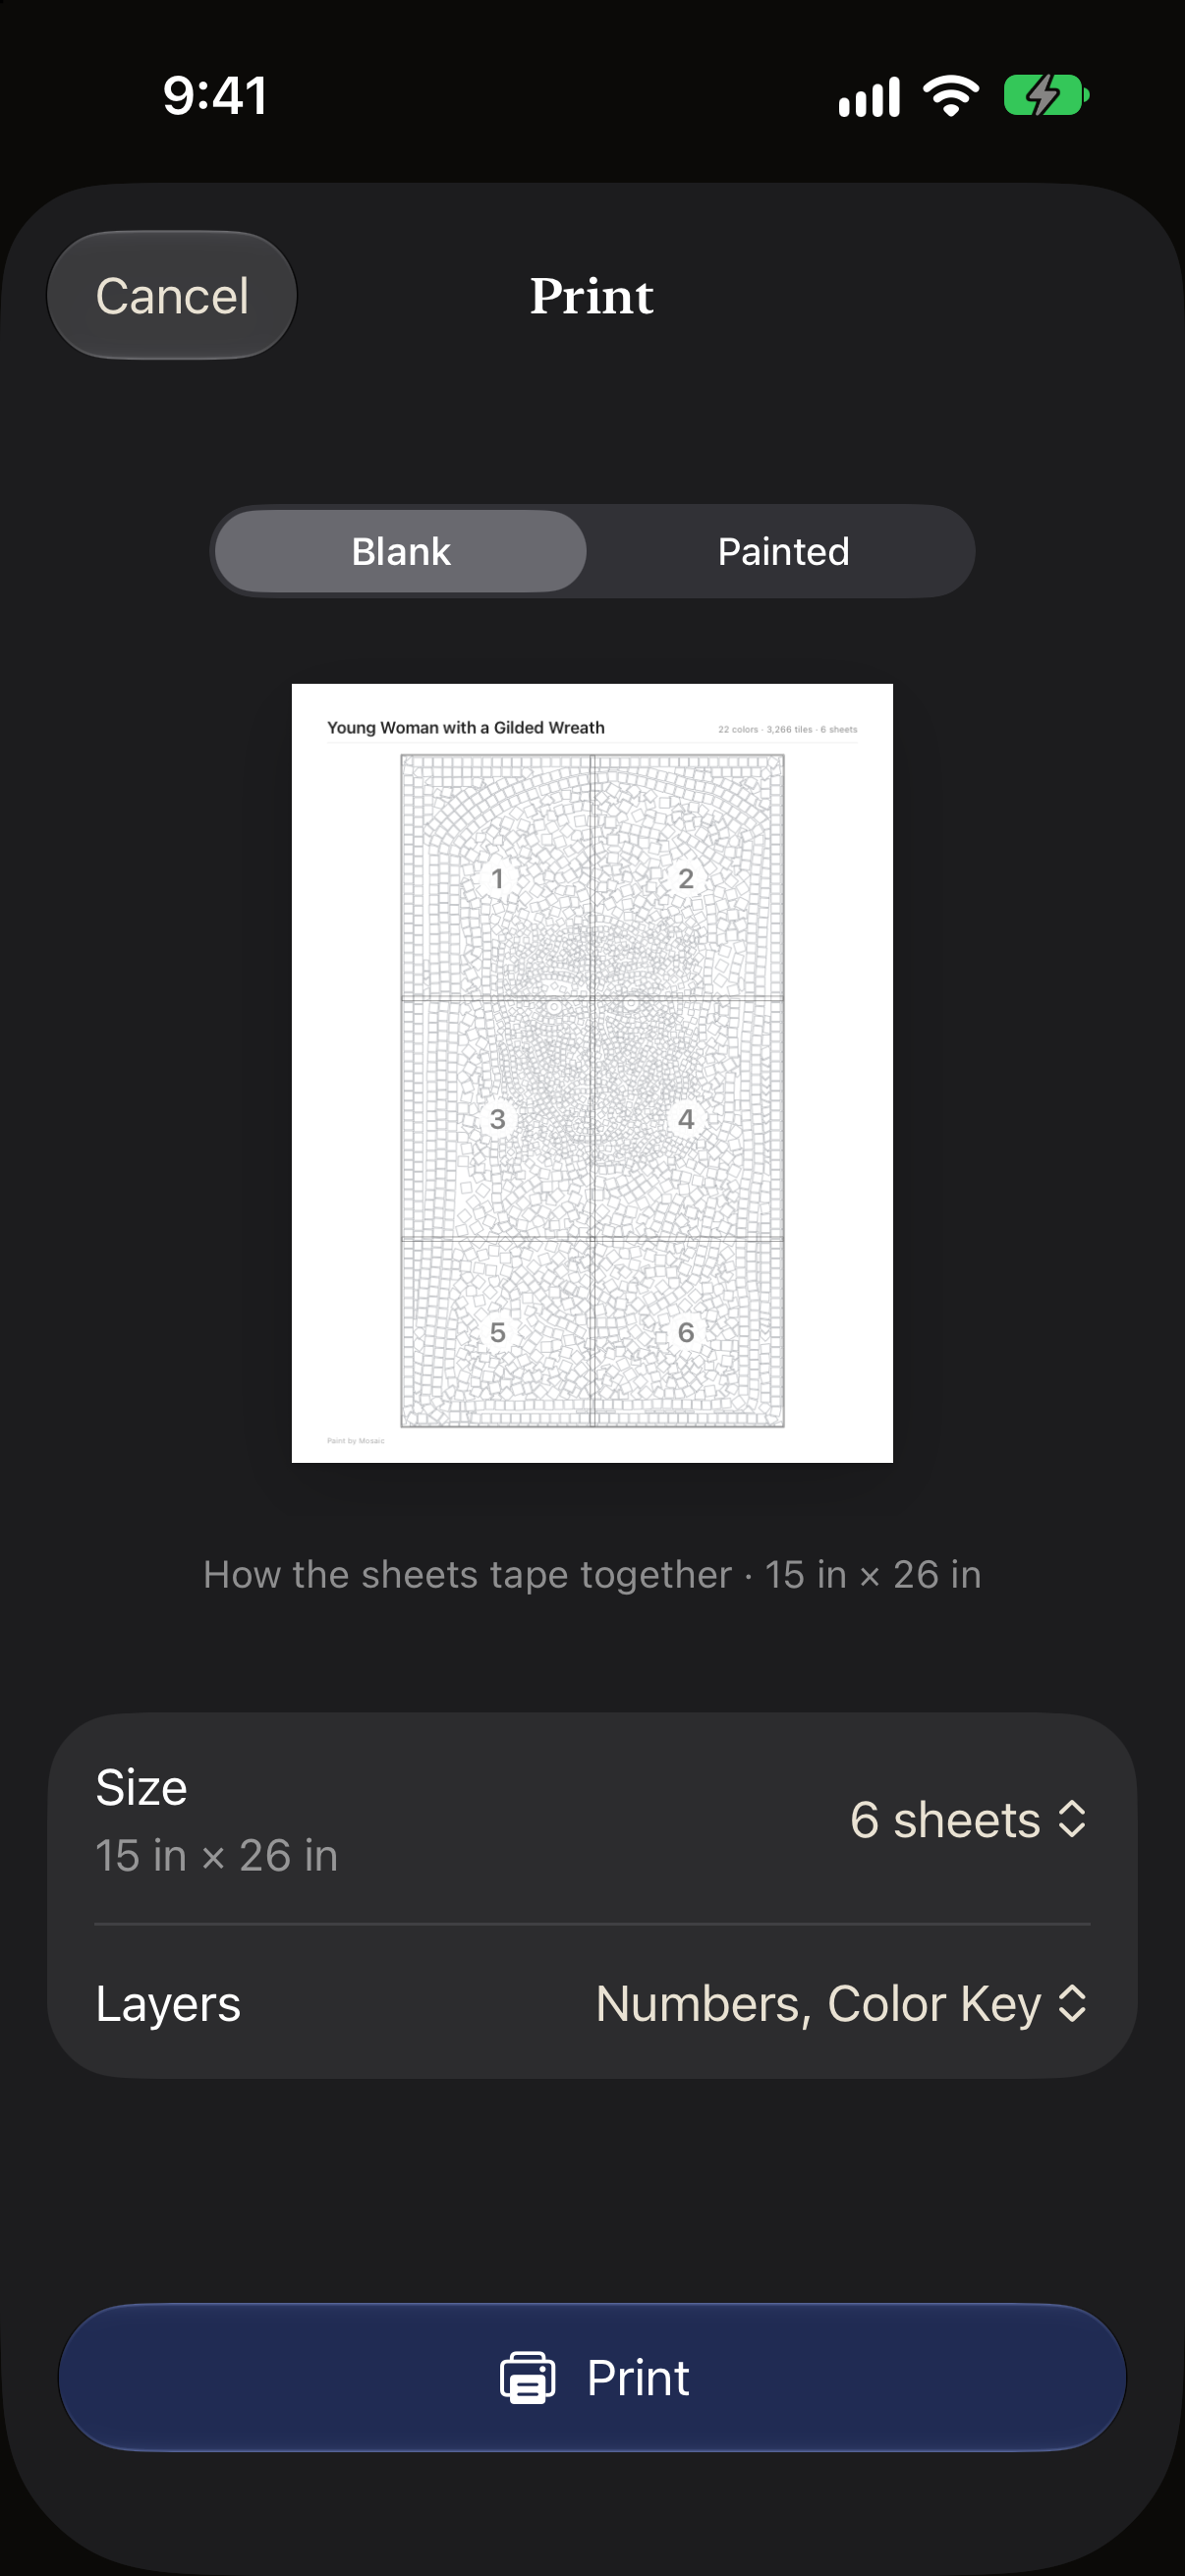 9:41
Cancel
Print
Blank
Painted
Young Woman with a Gilded Wreath
22 colors · 3,266 tiles · 6 sheets
1
2
3
4
5
6
Paint by Mosaic
How the sheets tape together · 15 in × 26 in
Size
15 in × 26 in
6 sheets
Layers
Numbers, Color Key
Print